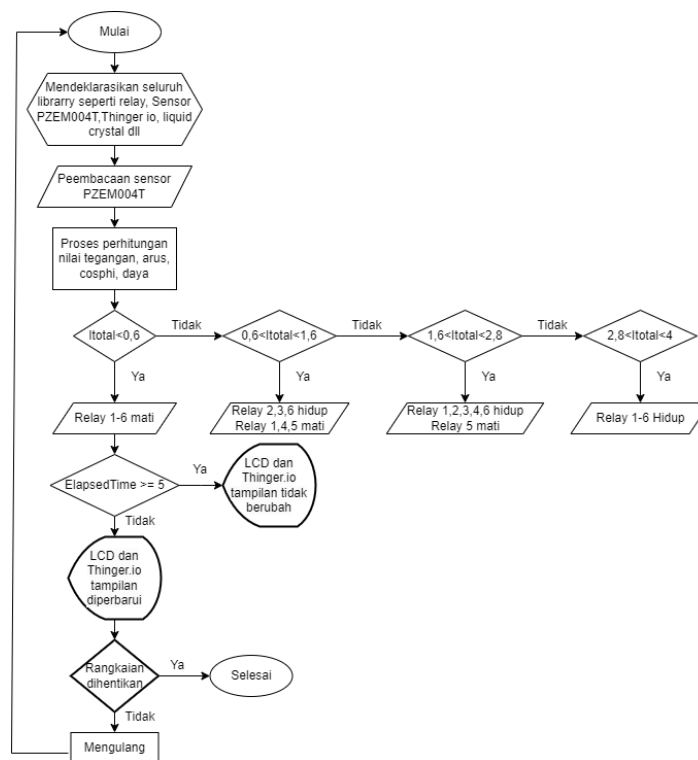 Mulai
Mendeklarasikan seluruh
librarry seperti relay, Sensor
PZEM004T,Thinger io, liquid
crystal dll
Peembacaan sensor
PZEM004T
Proses perhitungan
nilai tegangan, arus,
cosphi, daya
Itotal<0,6
Tidak
0,6<Itotal<1,6
Tidak
1,6<Itotal<2,8
Tidak
2,8<Itotal<4
Ya
Ya
Ya
Ya
Relay 1-6 mati
Relay 2,3,6 hidup
Relay 1,4,5 mati
Relay 1,2,3,4,6 hidup
Relay 5 mati
Relay 1-6 Hidup
ElapsedTime >= 5
Ya
LCD dan
Thinger.io
tampilan tidak
berubah
Tidak
LCD dan
Thinger.io
tampilan
diperbarui
Rangkaian
dihentikan
Ya
Selesai
Tidak
Mengulang